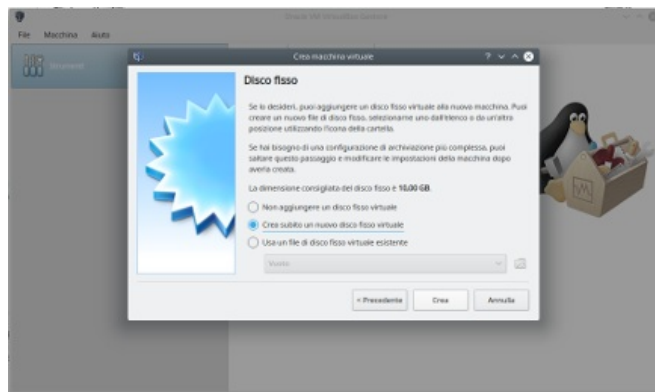 Oracle VM VirtualBox Gestore
File Macchina Aiuto
Strumenti
Crea macchina virtuale
Disco fisso
Se lo desideri, puoi aggiungere un disco fisso virtuale alla nuova macchina. Puoi
creare un nuovo file di disco fisso, selezionarne uno dall'elenco o da un'altra
posizione utilizzando l'icona della cartella.
Se hai bisogno di una configurazione di archiviazione più complessa, puoi
saltare questo passaggio e modificare le impostazioni della macchina dopo
averla creata.
La dimensione consigliata del disco fisso è 10,00 GB.
Non aggiungere un disco fisso virtuale
Crea subito un nuovo disco fisso virtuale
Usa un file di disco fisso virtuale esistente
Vuoto
< Precedente Crea Annulla